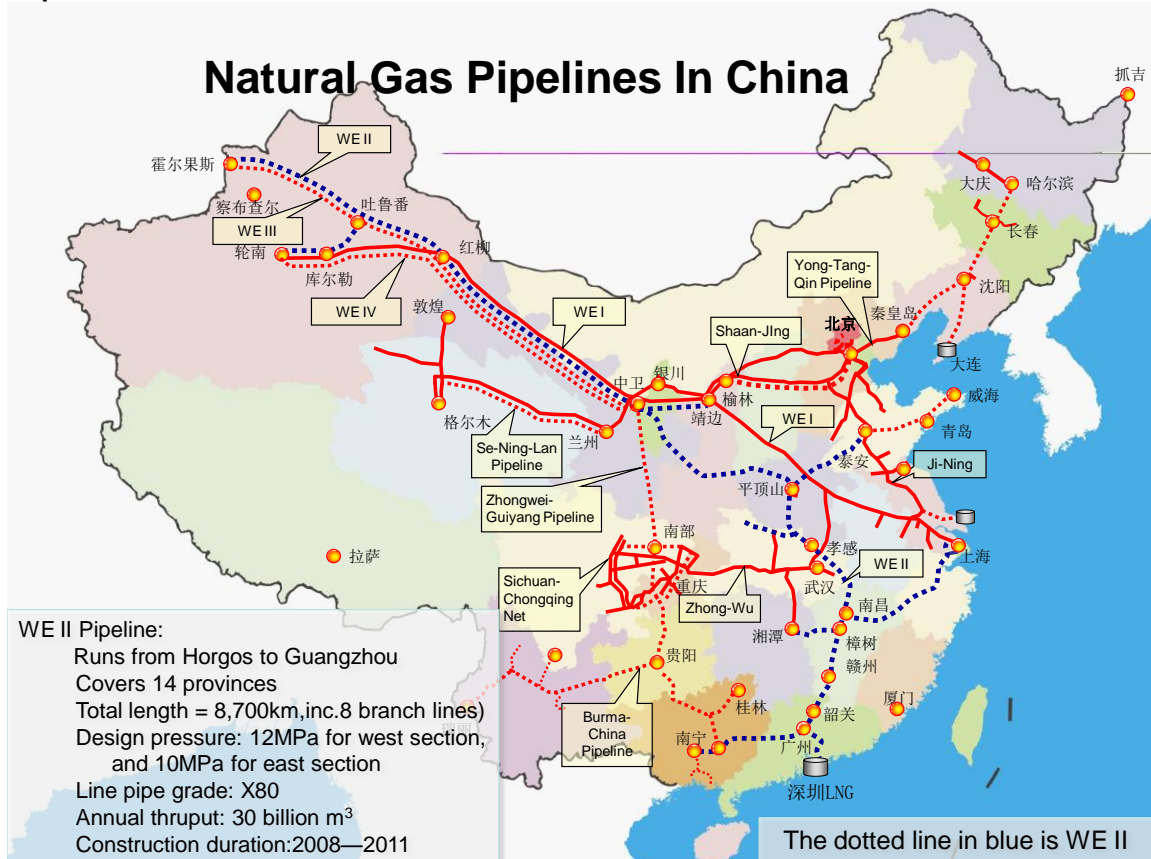 Natural Gas Pipelines In China
抓吉
WE II
霍尔果斯
大庆
哈尔滨
察布查尔
吐鲁番
WE III
长春
轮南
红柳
库尔勒
Yong-Tang-
Qin Pipeline
沈阳
WE IV
敦煌
WE I
秦皇岛
北京
Shaan-JIng
大连
银川
中卫
榆林
威海
靖边
格尔木
WE I
青岛
兰州
Se-Ning-Lan
Pipeline
泰安
Ji-Ning
Zhongwei-
Guiyang Pipeline
平顶山
南部
孝感
上海
拉萨
WE II
Sichuan-
Chongqing
Net
重庆
武汉
Zhong-Wu
南昌
湘潭
樟树
贵阳
赣州
桂林
厦门
Burma-
China
Pipeline
韶关
瑞丽
南宁
广州
深圳LNG
WE II Pipeline:
Runs from Horgos to Guangzhou
Covers 14 provinces
Total length = 8,700km,inc.8 branch lines)
Design pressure: 12MPa for west section,
and 10MPa for east section
Line pipe grade: X80
Annual thruput: 30 billion m³
Construction duration:2008—2011
The dotted line in blue is WE II